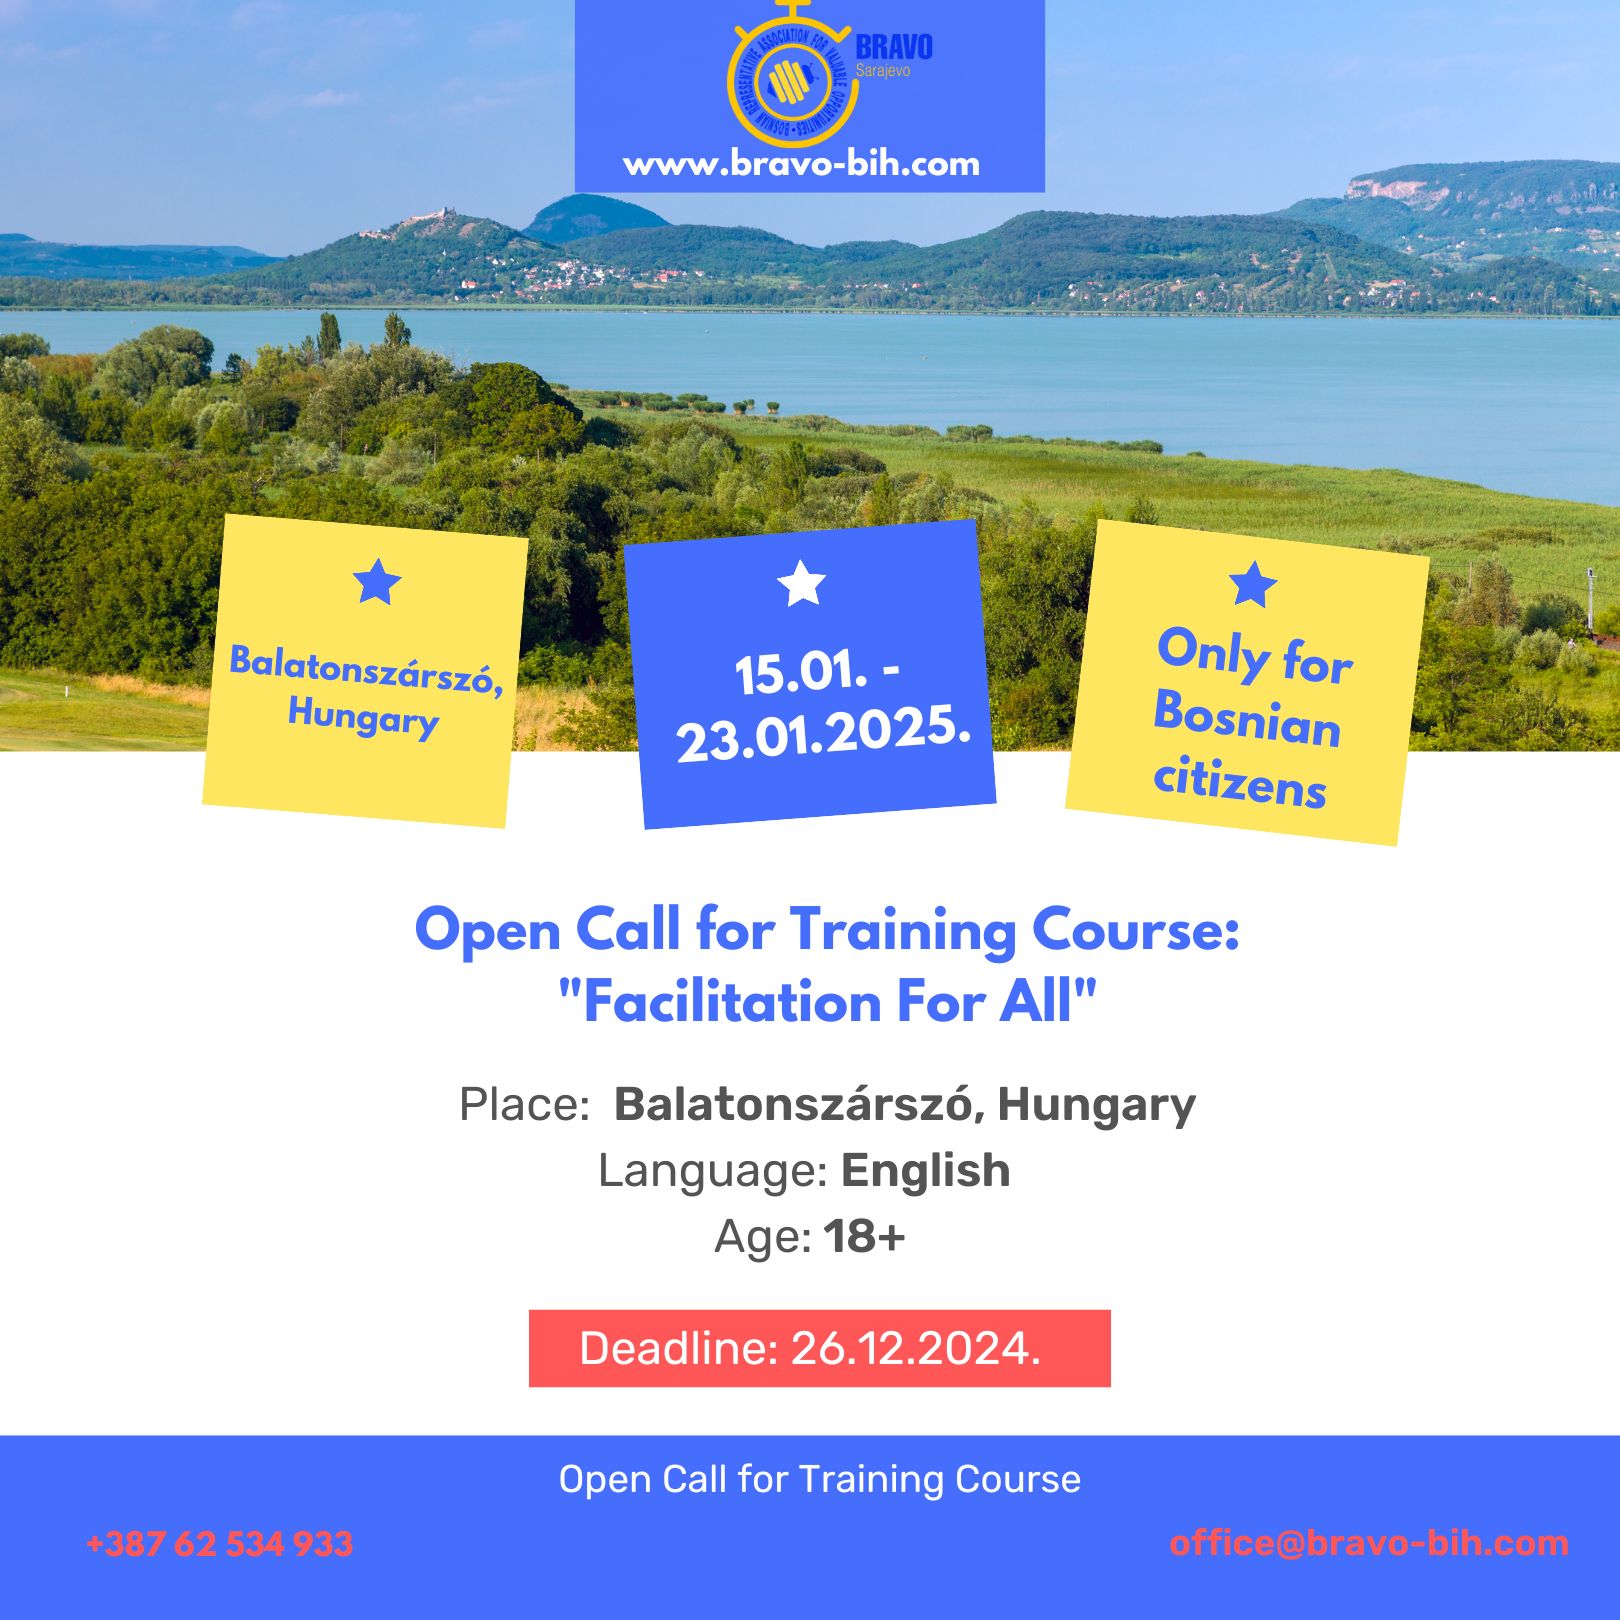 BOSNIAN REPRESENTATIVE ASSOCIATION FOR VALUABLE OPPORTUNITIES •
BRAVO
Sarajevo
www.bravo-bih.com
Balatonszárszó,
Hungary
15.01. -
23.01.2025.
Only for
Bosnian
citizens
Open Call for Training Course:
"Facilitation For All"
Place: Balatonszárszó, Hungary
Language: English
Age: 18+
Deadline: 26.12.2024.
Open Call for Training Course
+387 62 534 933
office@bravo-bih.com